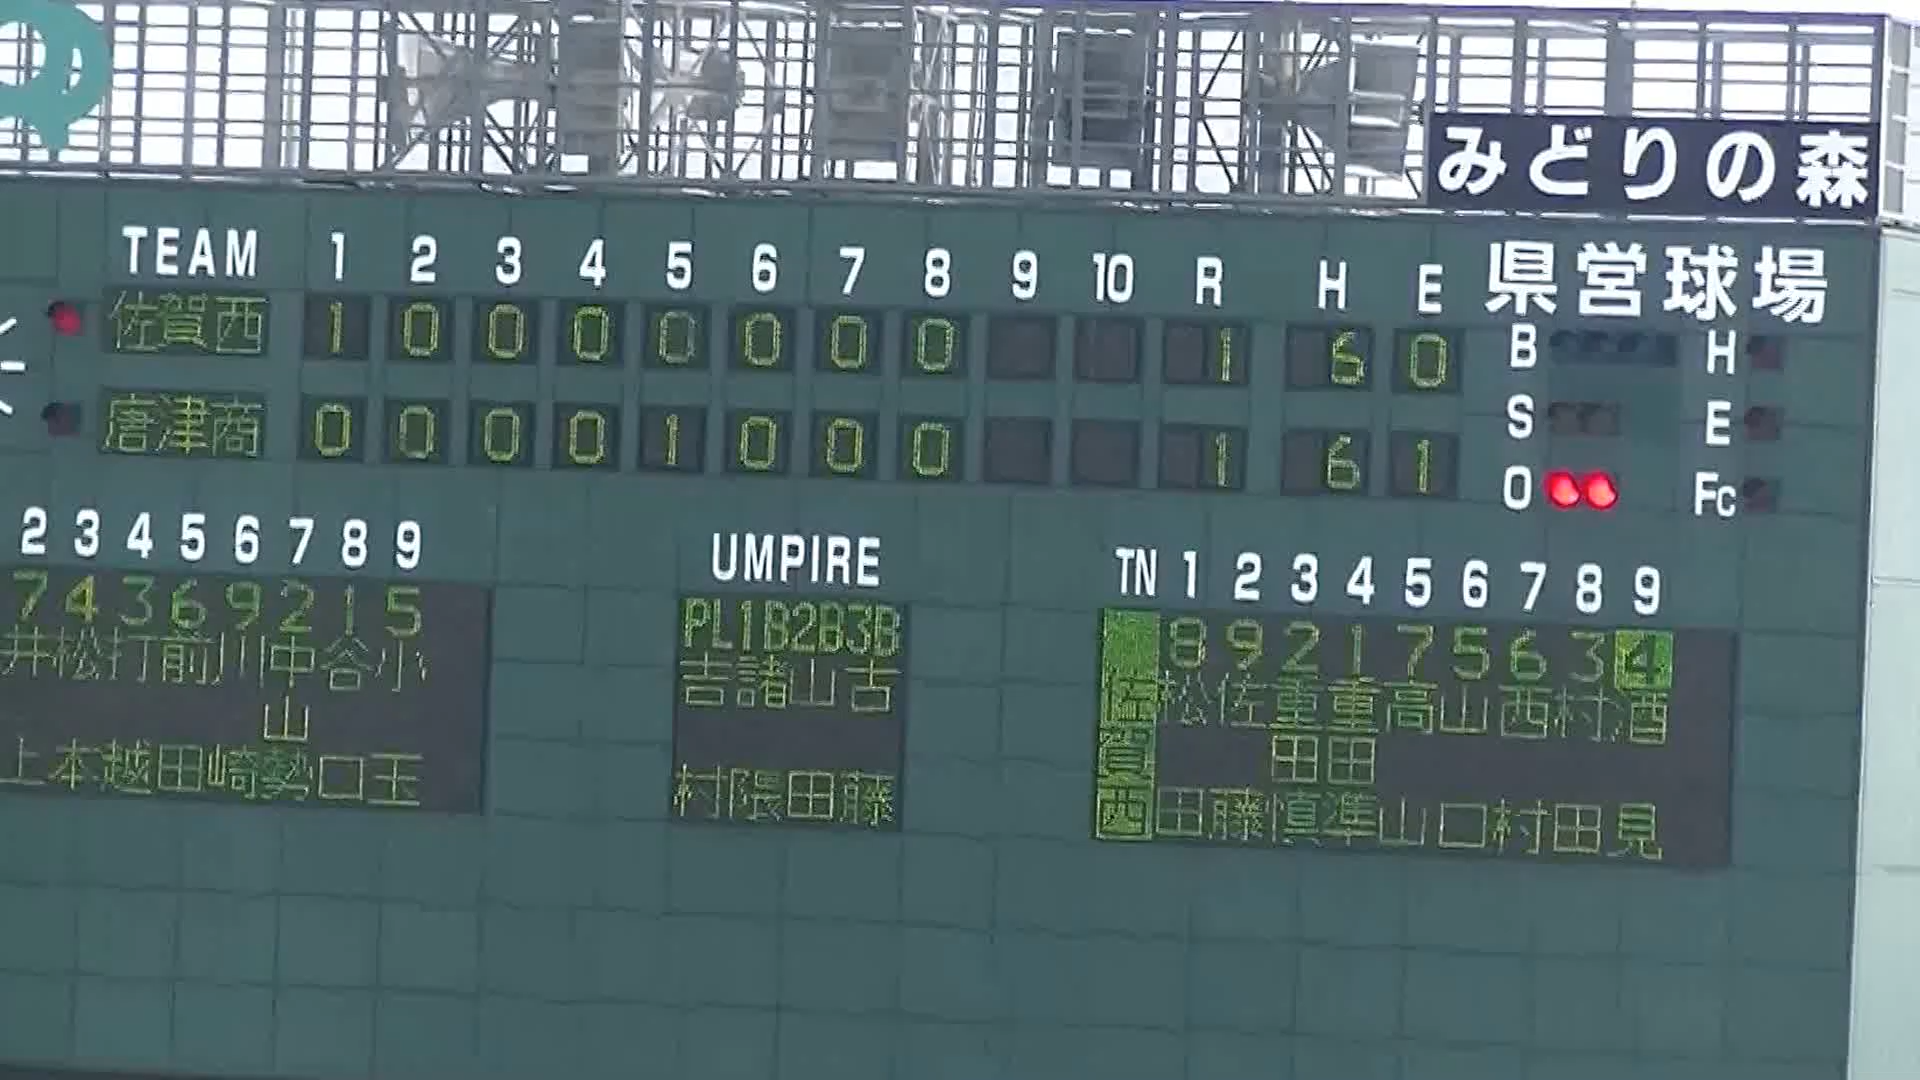 みどりの森
県営球場
TEAM 1 2 3 4 5 6 7 8 9 10 R H E
佐賀西 1 0 0 0 0 0 0 0 1 6 0
唐津商 0 0 0 0 1 0 0 0 1 6 1
B H
S E
O Fc
2 3 4 5 6 7 8 9
7 4 3 6 9 2 1 5
井 松 打 前 川 中 谷 小
山
上 本 越 田 崎 勢 口 玉
UMPIRE
PL 1B 2B 3B
吉 諸 山 古
村 隈 田 藤
TN 1 2 3 4 5 6 7 8 9
佐賀西
8 9 2 1 7 5 6 3 4
松 佐 重 重 高 山 西 村 酒
田 田
田 藤 慎 準 山 口 村 田 見